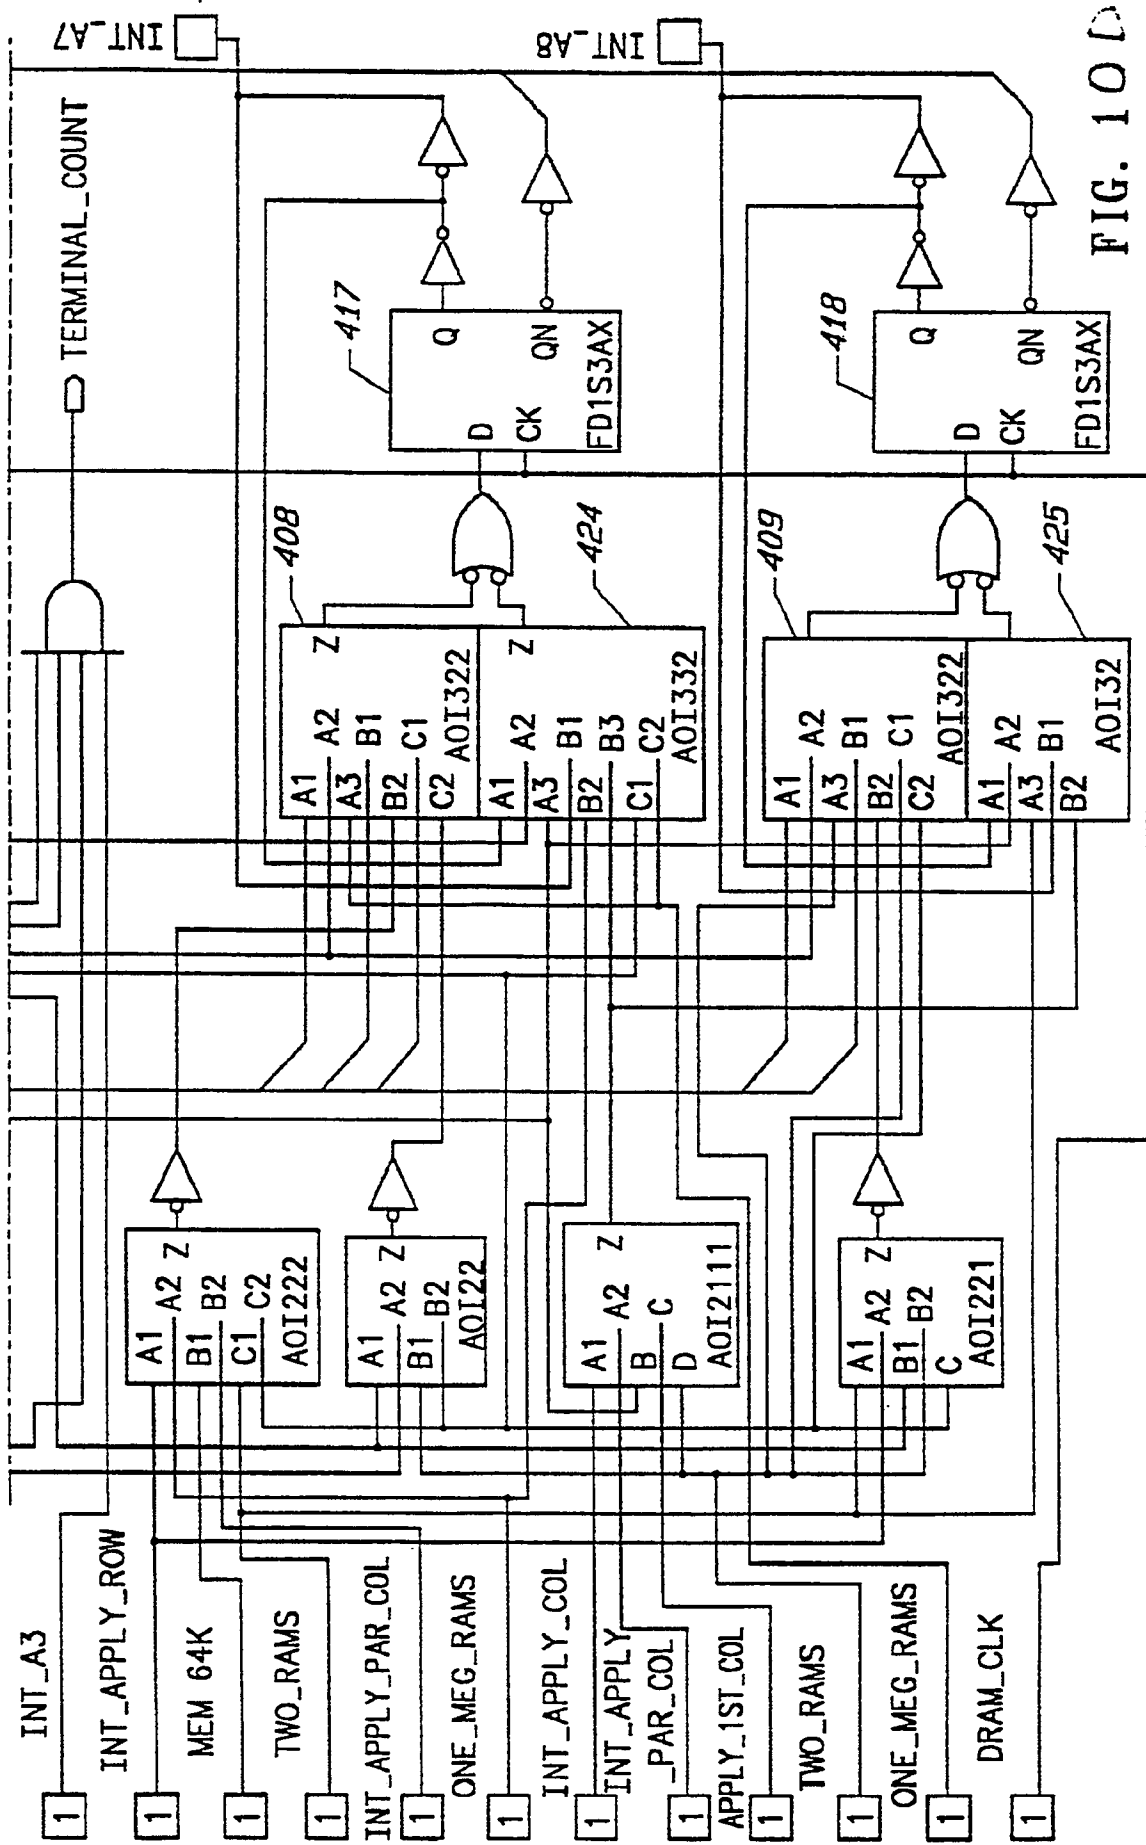 INT_A3
1
INT_APPLY_ROW
1
MEM 64K
1
TWO_RAMS
1
INT_APPLY_PAR_COL
1
ONE_MEG_RAMS
1
INT_APPLY_COL
1
INT_APPLY
_PAR_COL
1
APPLY_1ST_COL
1
TWO_RAMS
1
ONE_MEG_RAMS
1
DRAM_CLK
1
A1
A2
B1
B2
C1
C2
Z
AOI222
A1
A2
B1
B2
Z
AOI22
A1
A2
B
C
D
Z
AOI2111
A1
A2
B1
B2
C
Z
AOI221
TERMINAL_COUNT
408
A1
A2
A3
B1
B2
C1
C2
Z
AOI322
424
A1
A2
A3
B1
B2
B3
C1
C2
Z
AOI332
409
A1
A2
A3
B1
B2
C1
C2
AOI322
425
A1
A2
A3
B1
B2
AOI32
417
D
CK
Q
QN
FD1S3AX
418
D
CK
Q
QN
FD1S3AX
INT_A7
INT_A8
FIG. 10D